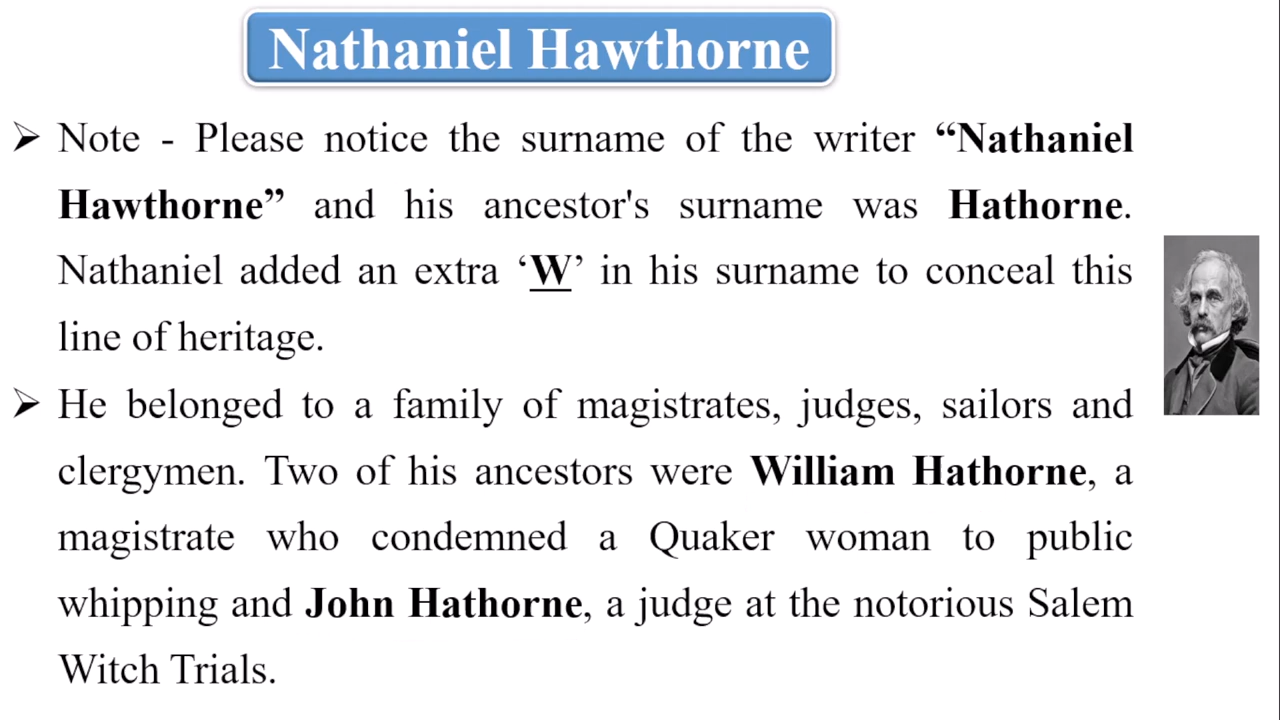 Nathaniel Hawthorne
➢ Note - Please notice the surname of the writer “Nathaniel
Hawthorne” and his ancestor's surname was Hathorne.
Nathaniel added an extra ‘W’ in his surname to conceal this
line of heritage.
➢ He belonged to a family of magistrates, judges, sailors and
clergymen. Two of his ancestors were William Hathorne, a
magistrate who condemned a Quaker woman to public
whipping and John Hathorne, a judge at the notorious Salem
Witch Trials.